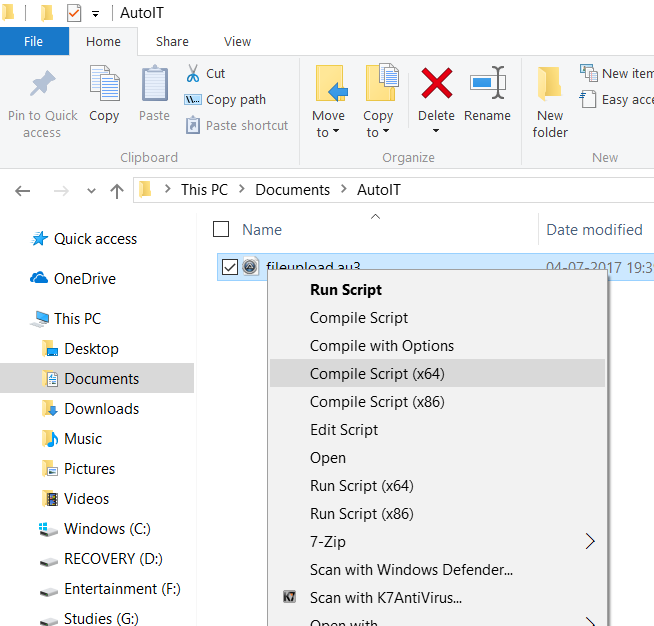 AutoIT
File Home Share View
Pin to Quick access
Copy
Paste
Cut
Copy path
Paste shortcut
Clipboard
Move to
Copy to
Delete
Rename
Organize
New folder
New item
Easy acce
New
This PC > Documents > AutoIT
Name
Date modified
fileupload.au3
04-07-2017 19:3
Quick access
OneDrive
This PC
Desktop
Documents
Downloads
Music
Pictures
Videos
Windows (C:)
RECOVERY (D:)
Entertainment (F:)
Studies (G:)
Run Script
Compile Script
Compile with Options
Compile Script (x64)
Compile Script (x86)
Edit Script
Open
Run Script (x64)
Run Script (x86)
7-Zip
Scan with Windows Defender...
K7
Scan with K7AntiVirus...
Open with